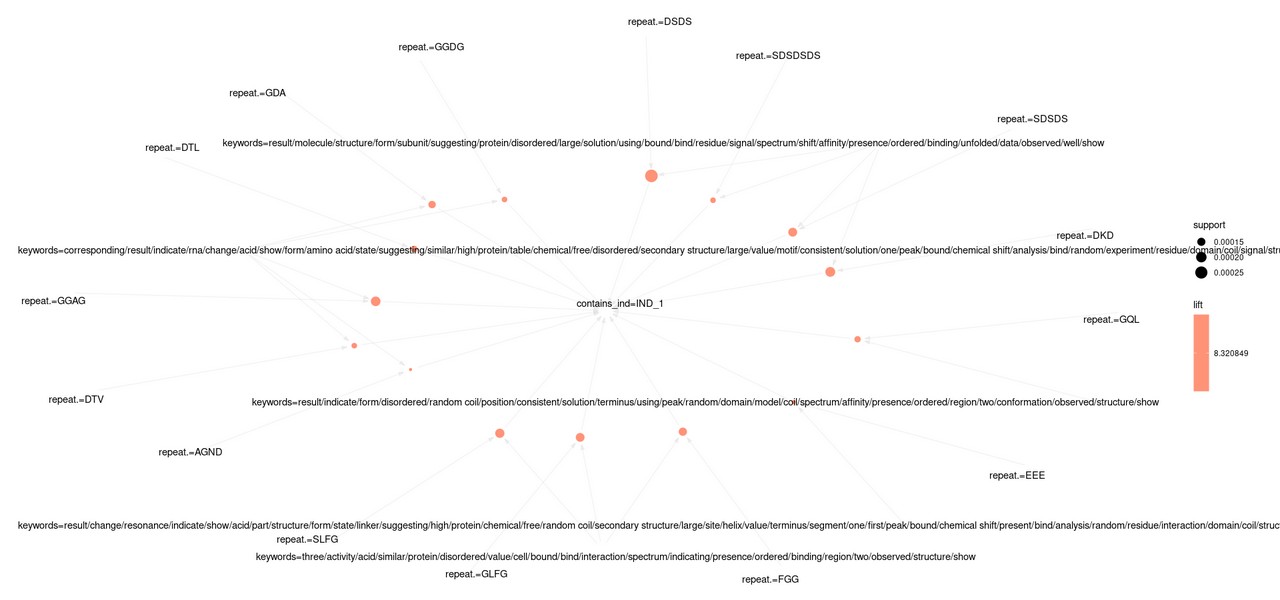 repeat.=DSDS
repeat.=GGDG
repeat.=SDSDSDS
repeat.=GDA
repeat.=SDSDS
keywords=result/molecule/structure/form/subunit/suggesting/protein/disordered/large/solution/using/bound/bind/residue/signal/spectrum/shift/affinity/presence/ordered/binding/unfolded/data/observed/well/show
repeat.=DTL
support
repeat.=DKD
0.00015
keywords=corresponding/result/indicate/rna/change/acid/show/form/amino acid/state/suggesting/similar/high/protein/table/chemical/free/disordered/secondary structure/large/value/motif/consistent/solution/one/peak/bound/chemical shift/analysis/bind/random/experiment/residue/domain/coil/signal/stru
0.00020
0.00025
repeat.=GGAG
contains_ind=IND_1
lift
repeat.=GQL
8.320849
repeat.=DTV
keywords=result/indicate/form/disordered/random coil/position/consistent/solution/terminus/using/peak/random/domain/model/coil/spectrum/affinity/presence/ordered/region/two/conformation/observed/structure/show
repeat.=AGND
repeat.=EEE
keywords=result/change/resonance/indicate/show/acid/part/structure/form/state/linker/suggesting/high/protein/chemical/free/random coil/secondary structure/large/site/helix/value/terminus/segment/one/first/peak/bound/chemical shift/present/bind/analysis/random/residue/interaction/domain/coil/struc
repeat.=SLFG
keywords=three/activity/acid/similar/protein/disordered/value/cell/bound/bind/interaction/spectrum/indicating/presence/ordered/binding/region/two/observed/structure/show
repeat.=GLFG
repeat.=FGG